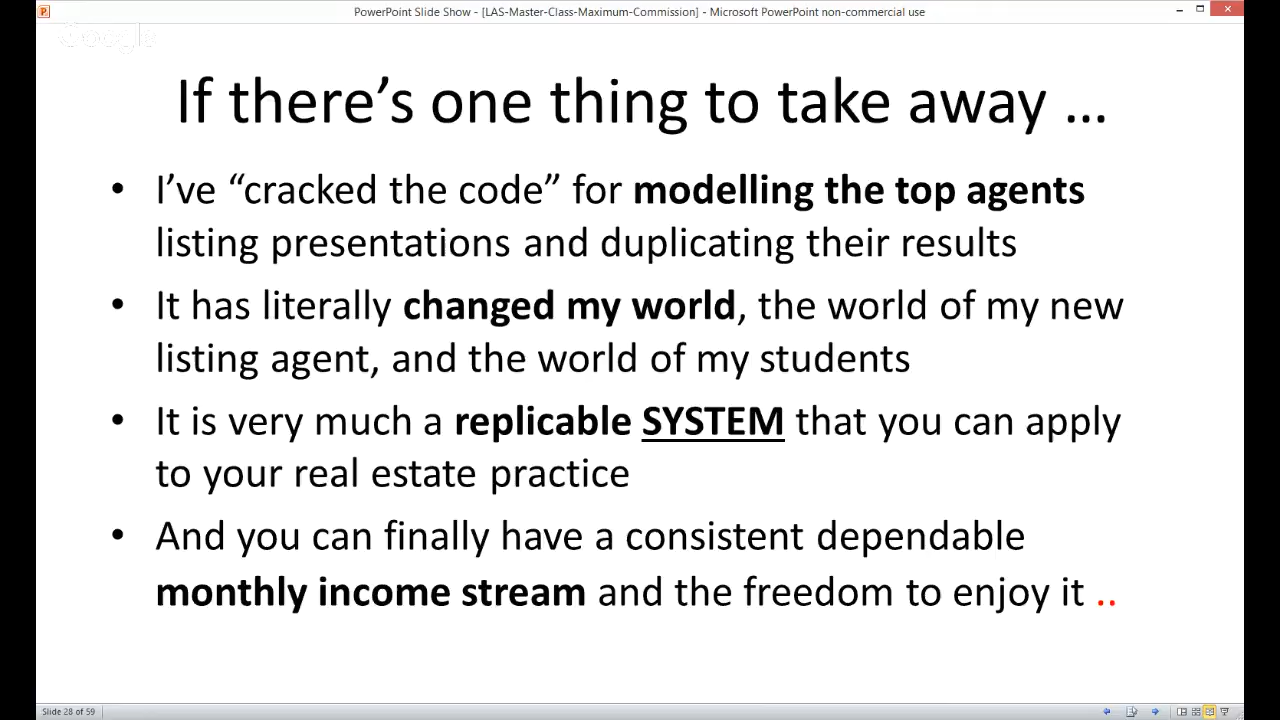 PowerPoint Slide Show - [LAS-Master-Class-Maximum-Commission] - Microsoft PowerPoint non-commercial use
Google
If there’s one thing to take away ...
• I’ve “cracked the code” for modelling the top agents
listing presentations and duplicating their results
• It has literally changed my world, the world of my new
listing agent, and the world of my students
• It is very much a replicable SYSTEM that you can apply
to your real estate practice
• And you can finally have a consistent dependable
monthly income stream and the freedom to enjoy it ..
Slide 28 of 59